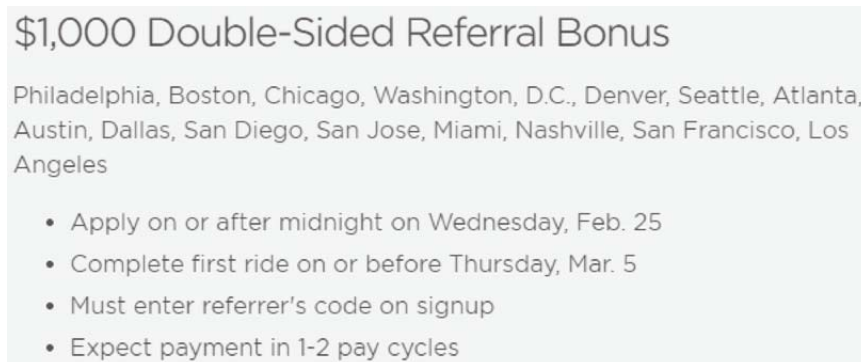 $1,000 Double-Sided Referral Bonus
Philadelphia, Boston, Chicago, Washington, D.C., Denver, Seattle, Atlanta,
Austin, Dallas, San Diego, San Jose, Miami, Nashville, San Francisco, Los
Angeles
• Apply on or after midnight on Wednesday, Feb. 25
• Complete first ride on or before Thursday, Mar. 5
• Must enter referrer's code on signup
• Expect payment in 1-2 pay cycles